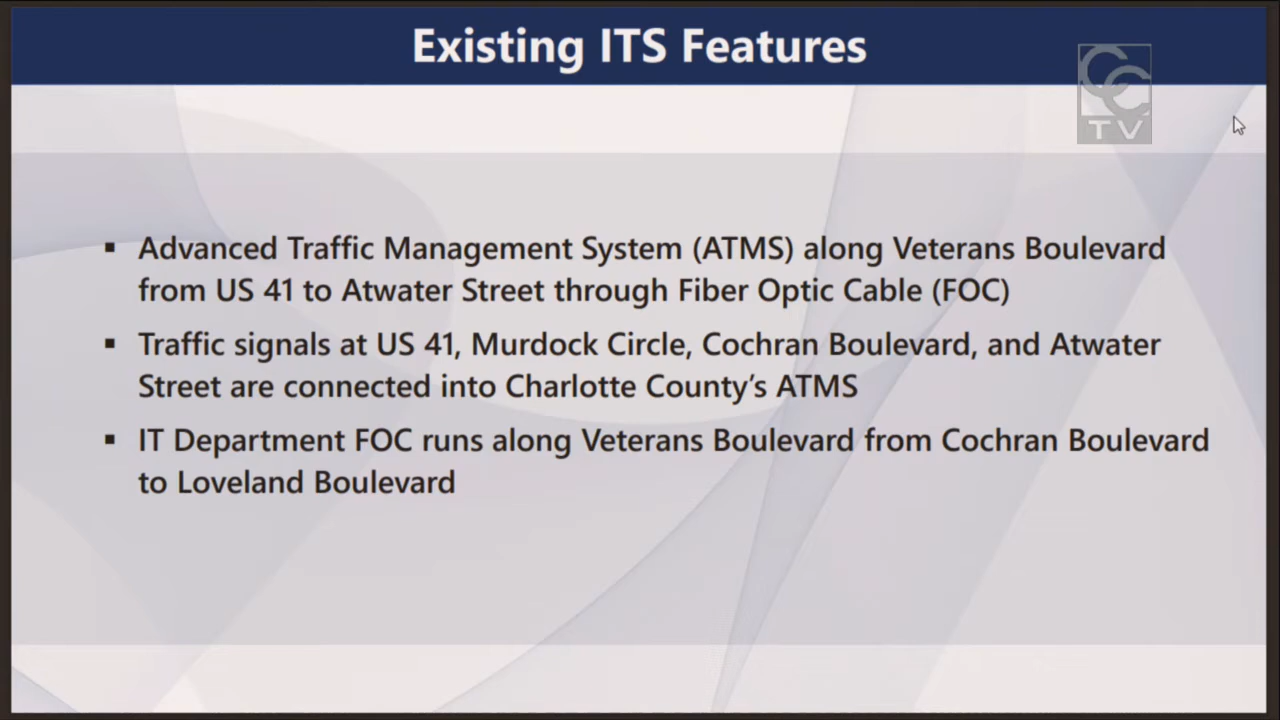 Existing ITS Features
CC
TV
▪ Advanced Traffic Management System (ATMS) along Veterans Boulevard
from US 41 to Atwater Street through Fiber Optic Cable (FOC)
▪ Traffic signals at US 41, Murdock Circle, Cochran Boulevard, and Atwater
Street are connected into Charlotte County’s ATMS
▪ IT Department FOC runs along Veterans Boulevard from Cochran Boulevard
to Loveland Boulevard